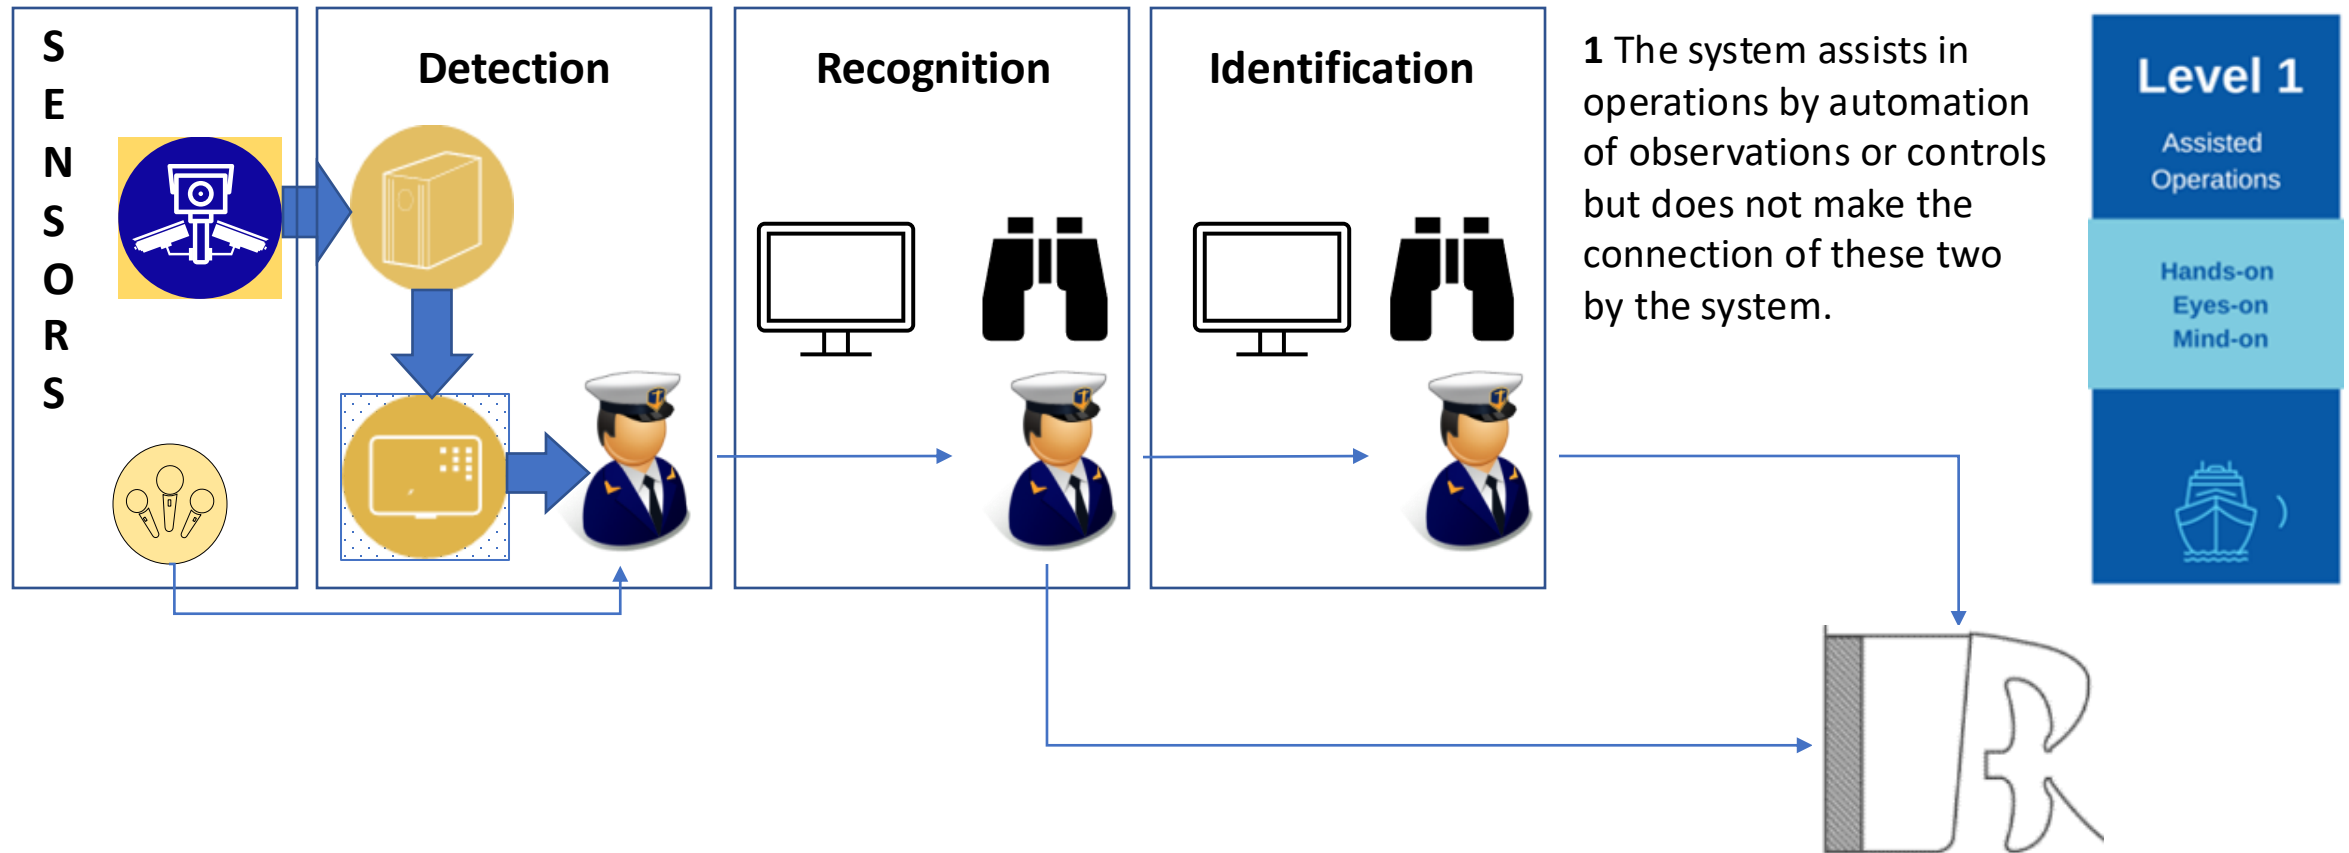 SENSORS
Detection
Recognition
Identification
1 The system assists in
operations by automation
of observations or controls
but does not make the
connection of these two
by the system.
Level 1
Assisted
Operations
Hands-on
Eyes-on
Mind-on